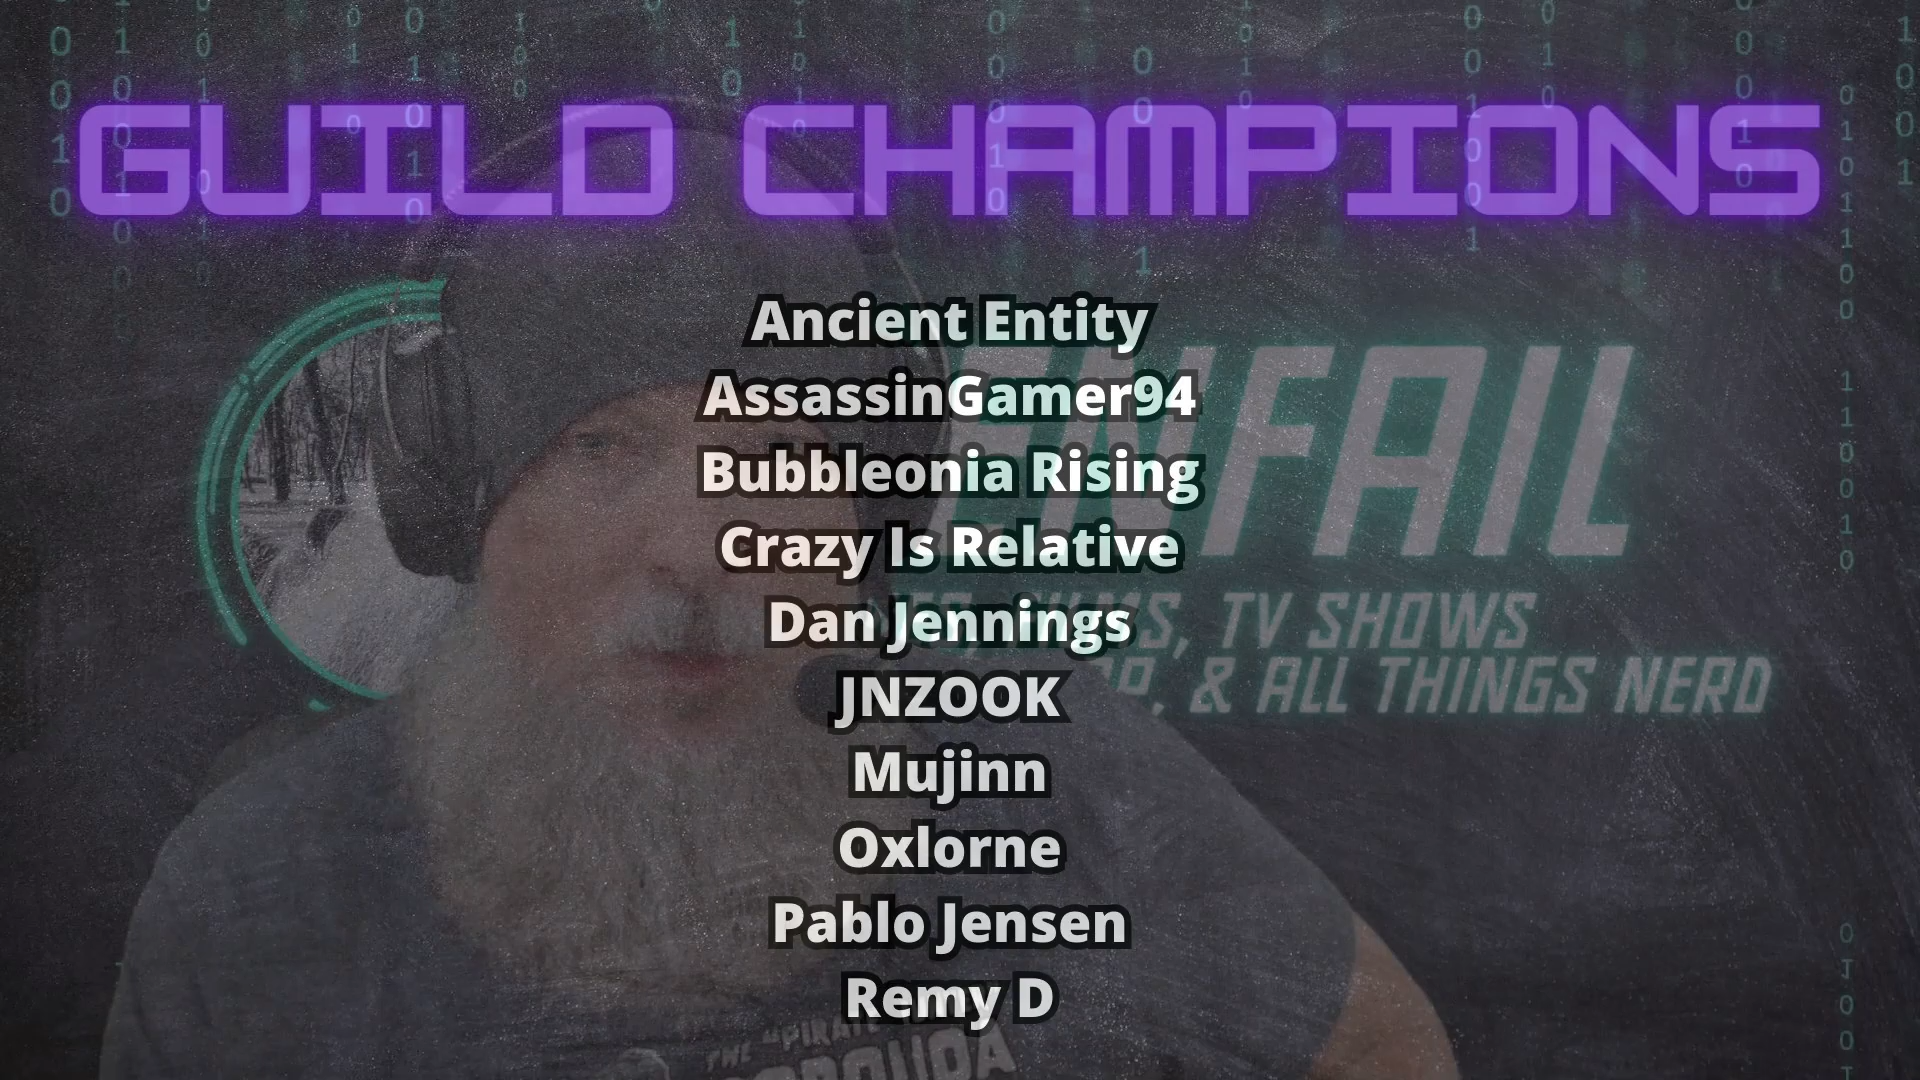 GUILD CHAMPIONS
Ancient Entity
AssassinGamer94
Bubbleonia Rising
Crazy Is Relative
Dan Jennings
JNZOOK
Mujinn
Oxlorne
Pablo Jensen
Remy D
TV SHOWS
& ALL THINGS NERD
THE